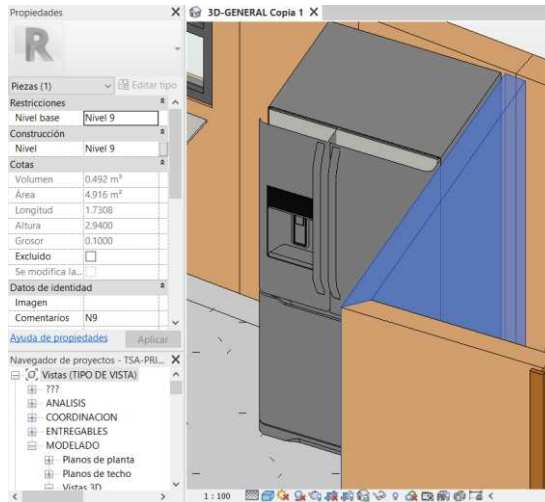 Propiedades
3D-GENERAL Copia 1
R
Piezas (1)
Editar tipo
Restricciones
Nivel base Nivel 9
Construcción
Nivel Nivel 9
Cotas
Volumen 0.492 m³
Área 4.916 m²
Longitud 1.7308
Altura 2.9400
Grosor 0.1000
Excluido
Se modifica la...
Datos de identidad
Imagen
Comentarios N9
Ayuda de propiedades Aplicar
Navegador de proyectos - TSA-PRI...
Vistas (TIPO DE VISTA)
???
ANALISIS
COORDINACION
ENTREGABLES
MODELADO
Planos de planta
Planos de techo
Vistas 3D
1 : 100